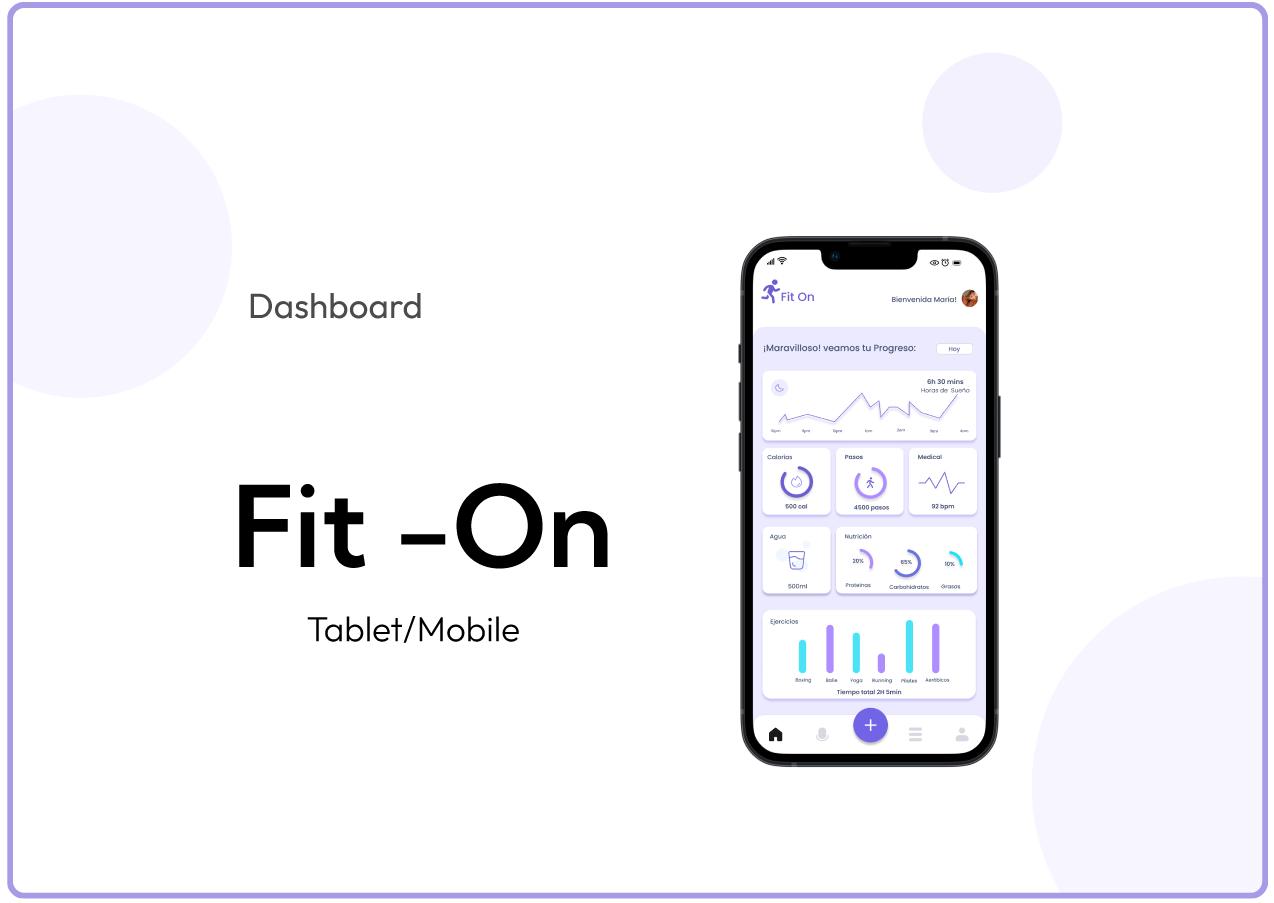 Dashboard
Fit –On
Tablet/Mobile
Fit On
Bienvenida Maria!
¡Maravilloso! veamos tu Progreso:
Hoy
6h 30 mins
Horas de Sueño
Calorias
500 cal
Pasos
4500 pasos
Medical
92 bpm
Agua
500ml
Nutrición
20%
65%
10%
Proteinas
Carbohidratos
Grasas
Ejercicios
Boxing
Baile
Yoga
Running
Pilates
Aeróbicos
Tiempo total 2H 5min